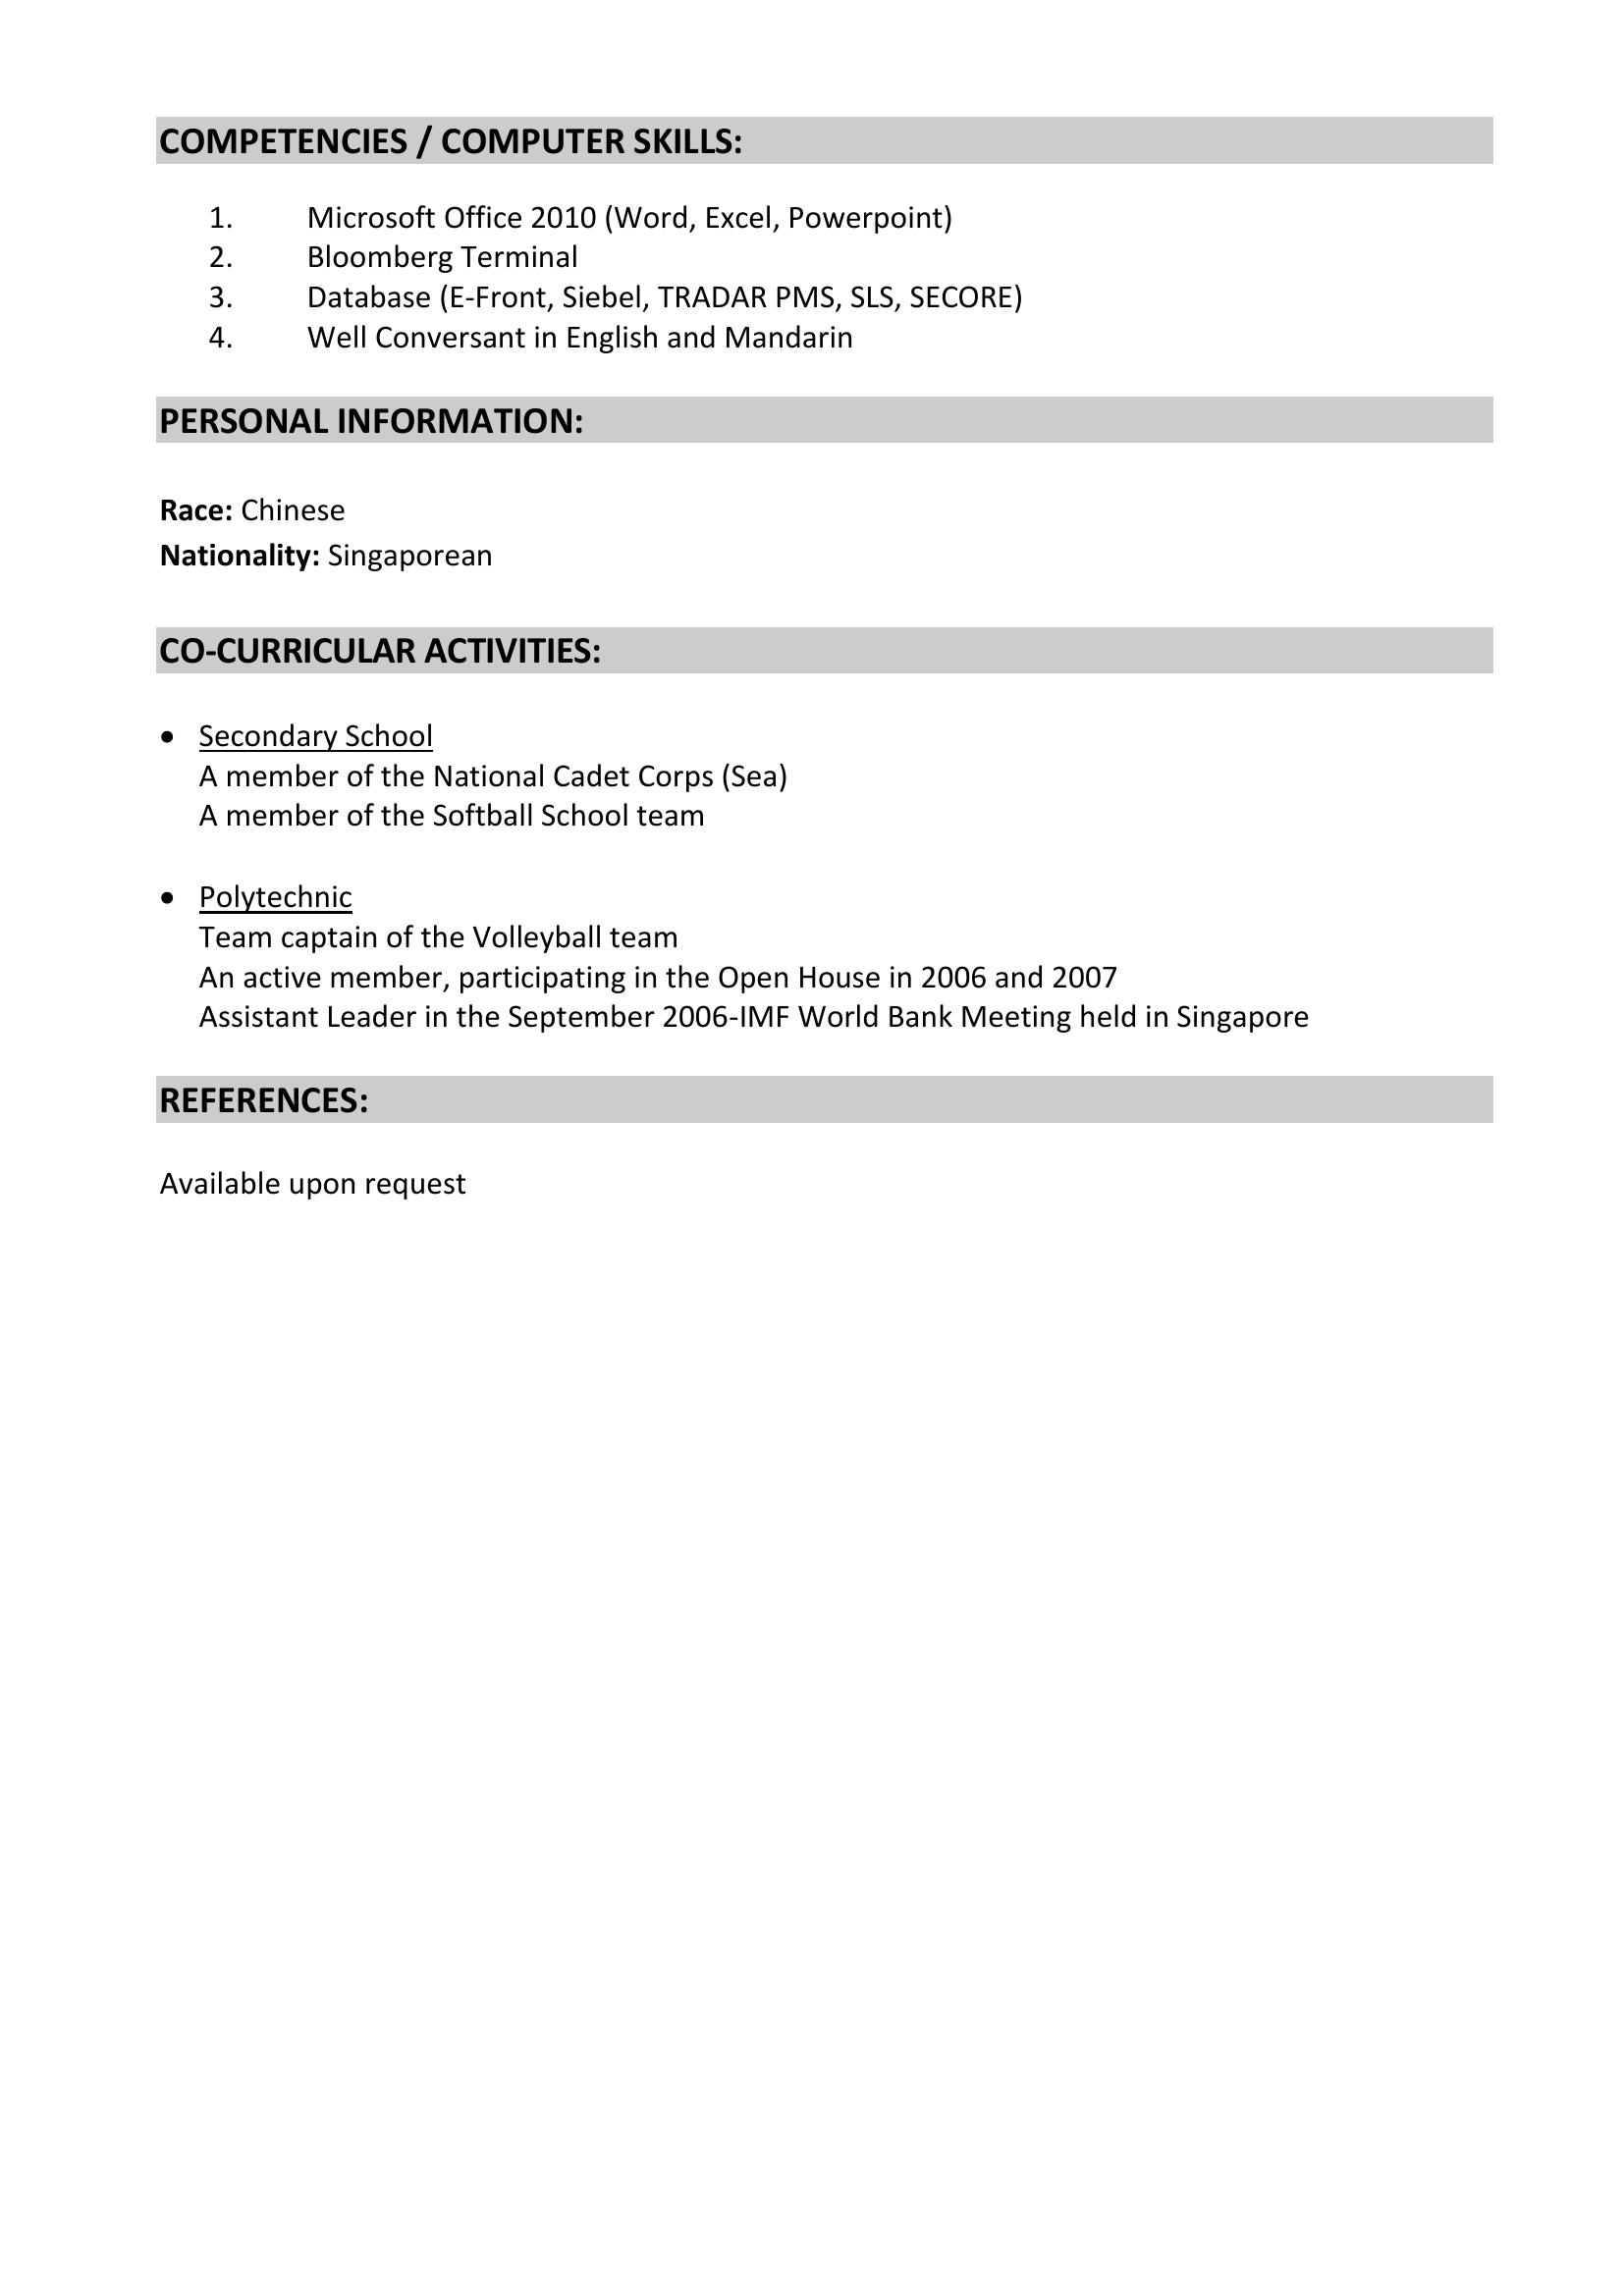 COMPETENCIES / COMPUTER SKILLS:
1. Microsoft Office 2010 (Word, Excel, Powerpoint)
2. Bloomberg Terminal
3. Database (E-Front, Siebel, TRADAR PMS, SLS, SECORE)
4. Well Conversant in English and Mandarin
PERSONAL INFORMATION:
Race: Chinese
Nationality: Singaporean
CO-CURRICULAR ACTIVITIES:
• Secondary School
A member of the National Cadet Corps (Sea)
A member of the Softball School team
• Polytechnic
Team captain of the Volleyball team
An active member, participating in the Open House in 2006 and 2007
Assistant Leader in the September 2006-IMF World Bank Meeting held in Singapore
REFERENCES:
Available upon request